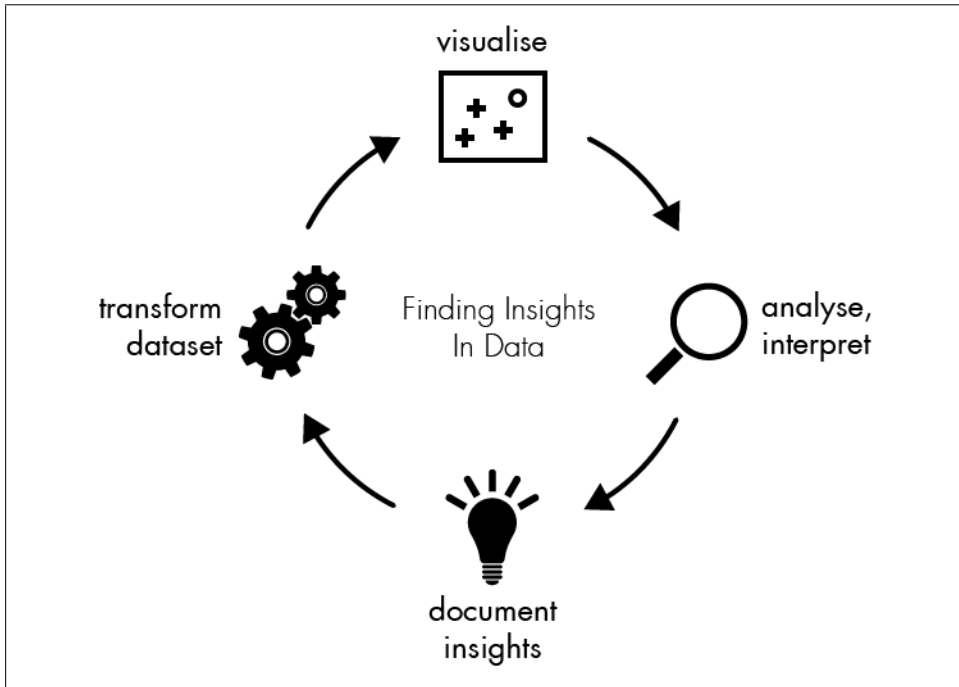 visualise
transform
dataset
Finding Insights
In Data
analyse,
interpret
document
insights